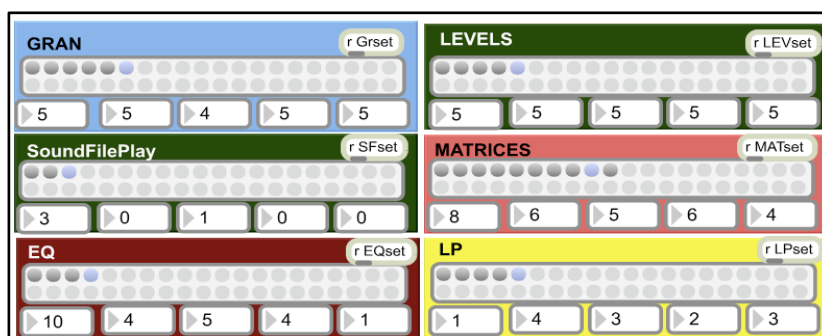 GRAN
r Grset
5 5 4 5 5
LEVELS
r LEVset
5 5 5 5 5
SoundFilePlay
r SFset
3 0 1 0 0
MATRICES
r MATset
8 6 5 6 4
EQ
r EQset
10 4 5 4 1
LP
r LPset
1 4 3 2 3